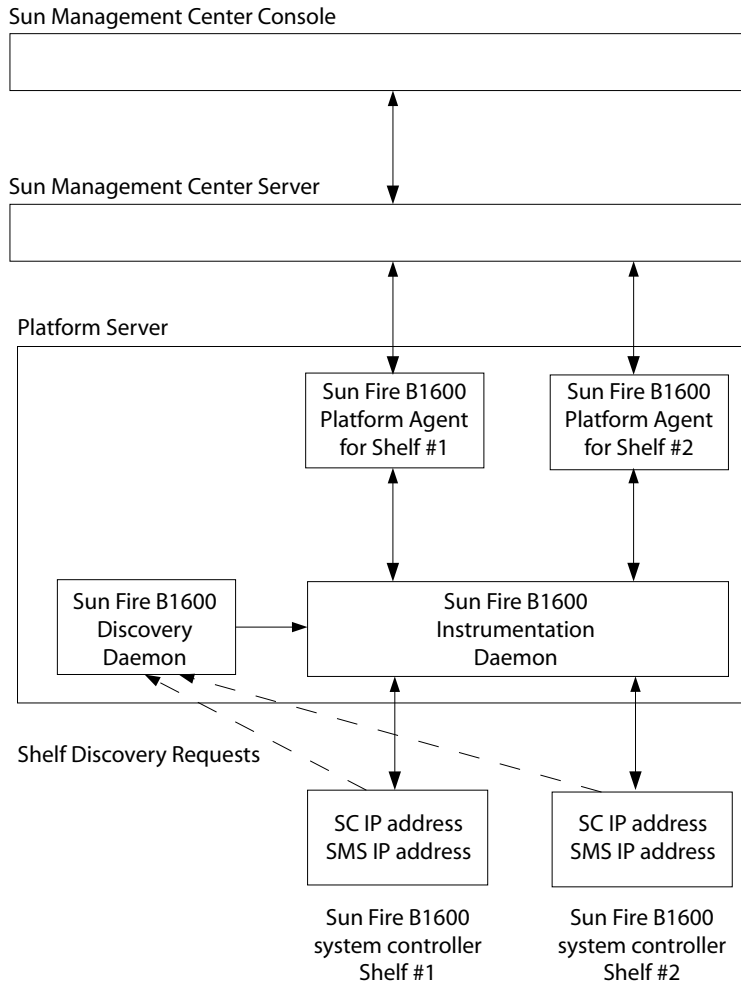 Sun Management Center Console
Sun Management Center Server
Platform Server
Sun Fire B1600
Platform Agent
for Shelf #1
Sun Fire B1600
Platform Agent
for Shelf #2
Sun Fire B1600
Discovery
Daemon
Sun Fire B1600
Instrumentation
Daemon
Shelf Discovery Requests
SC IP address
SMS IP address
SC IP address
SMS IP address
Sun Fire B1600
system controller
Shelf #1
Sun Fire B1600
system controller
Shelf #2